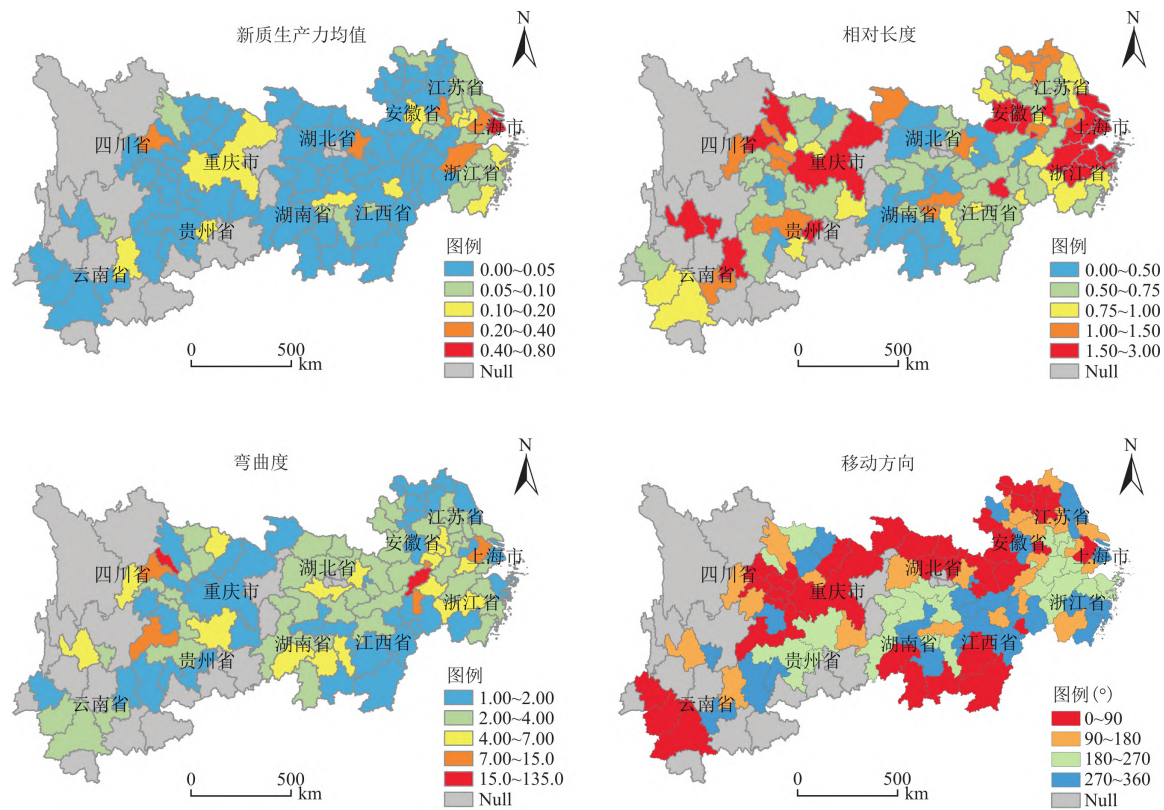 新质生产力均值
N
四川省
重庆市
湖北省
安徽省
江苏省
上海市
浙江省
湖南省
江西省
贵州省
云南省
图例
0.00~0.05
0.05~0.10
0.10~0.20
0.20~0.40
0.40~0.80
Null
0 500
km
相对长度
N
四川省
重庆市
湖北省
安徽省
江苏省
上海市
浙江省
湖南省
江西省
贵州省
云南省
图例
0.00~0.50
0.50~0.75
0.75~1.00
1.00~1.50
1.50~3.00
Null
0 500
km
弯曲度
N
四川省
重庆市
湖北省
安徽省
江苏省
上海市
浙江省
湖南省
江西省
贵州省
云南省
图例
1.00~2.00
2.00~4.00
4.00~7.00
7.00~15.0
15.0~135.0
Null
0 500
km
移动方向
N
四川省
重庆市
湖北省
安徽省
江苏省
上海市
浙江省
湖南省
江西省
贵州省
云南省
图例(°)
0~90
90~180
180~270
270~360
Null
0 500
km